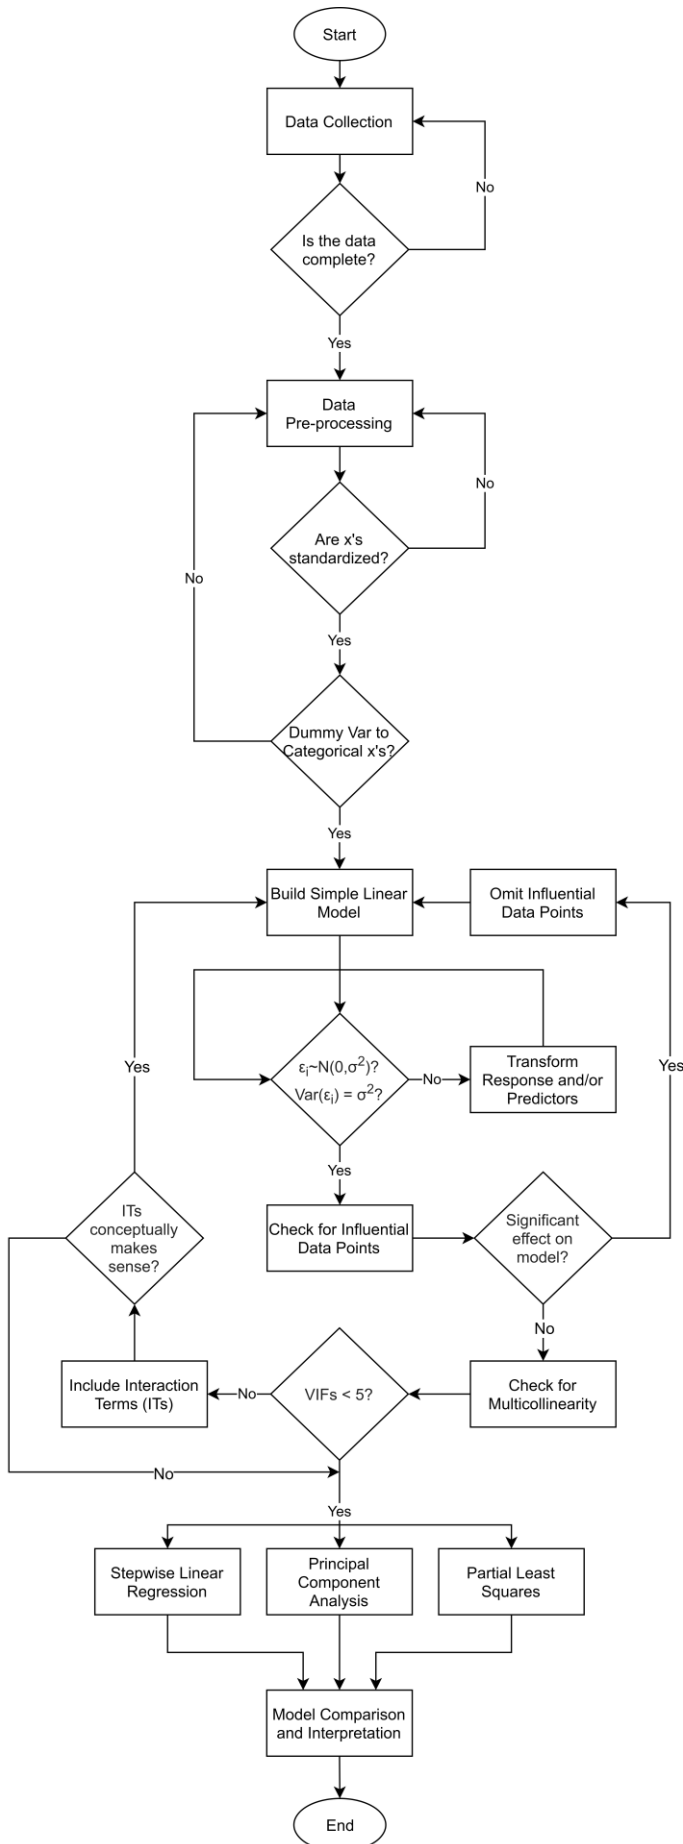 Start
Data Collection
No
Is the data
complete?
Yes
Data
Pre-processing
No
Are x's
standardized?
No
Yes
Dummy Var to
Categorical x's?
Yes
Build Simple Linear
Model
Omit Influential
Data Points
Yes
εᵢ~N(0,σ²)?
Var(εᵢ) = σ²?
No
Transform
Response and/or
Predictors
Yes
Yes
ITs
conceptually
makes
sense?
Check for Influential
Data Points
Significant
effect on
model?
No
Include Interaction
Terms (ITs)
No
VIFs < 5?
Check for
Multicollinearity
No
Yes
Stepwise Linear
Regression
Principal
Component
Analysis
Partial Least
Squares
Model Comparison
and Interpretation
End